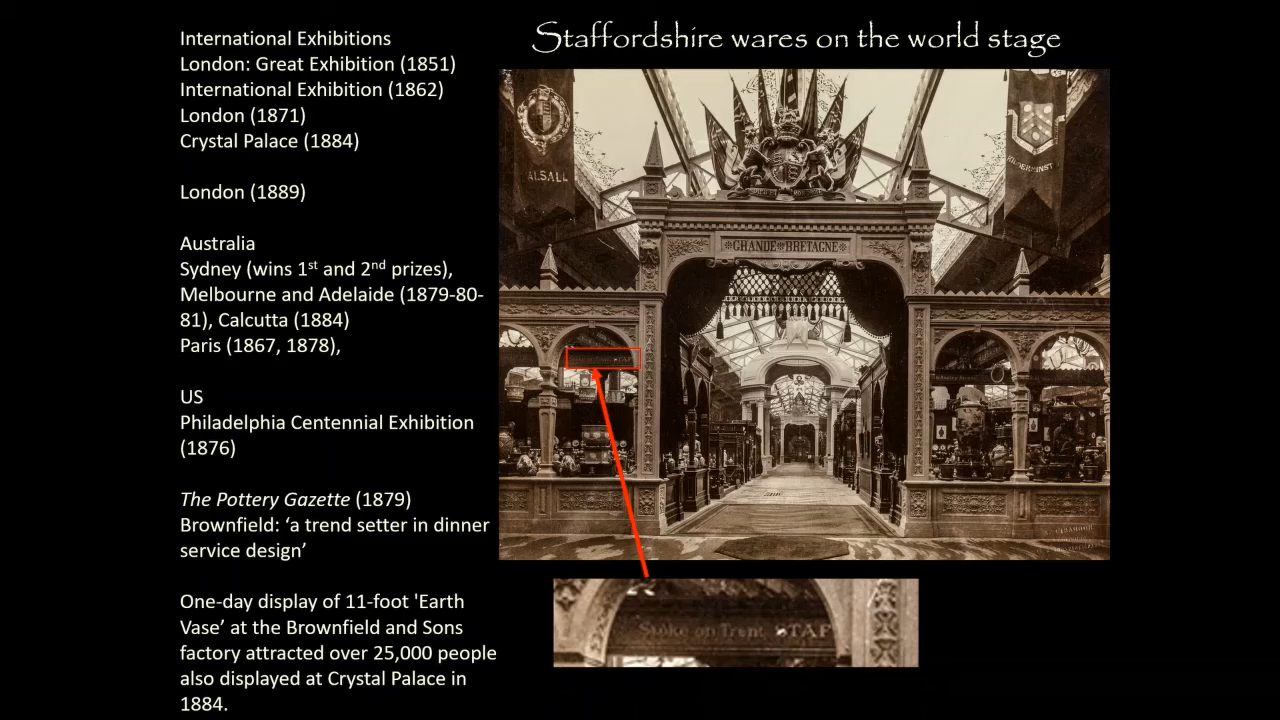 Staffordshire wares on the world stage
International Exhibitions
London: Great Exhibition (1851)
International Exhibition (1862)
London (1871)
Crystal Palace (1884)
London (1889)
Australia
Sydney (wins 1st and 2nd prizes),
Melbourne and Adelaide (1879-80-
81), Calcutta (1884)
Paris (1867, 1878),
US
Philadelphia Centennial Exhibition
(1876)
The Pottery Gazette (1879)
Brownfield: ‘a trend setter in dinner
service design’
One-day display of 11-foot 'Earth
Vase’ at the Brownfield and Sons
factory attracted over 25,000 people
also displayed at Crystal Palace in
1884.
ALSALL
KIDDERMINST
GRANDE BRETAGNE
Stoke on Trent STAF